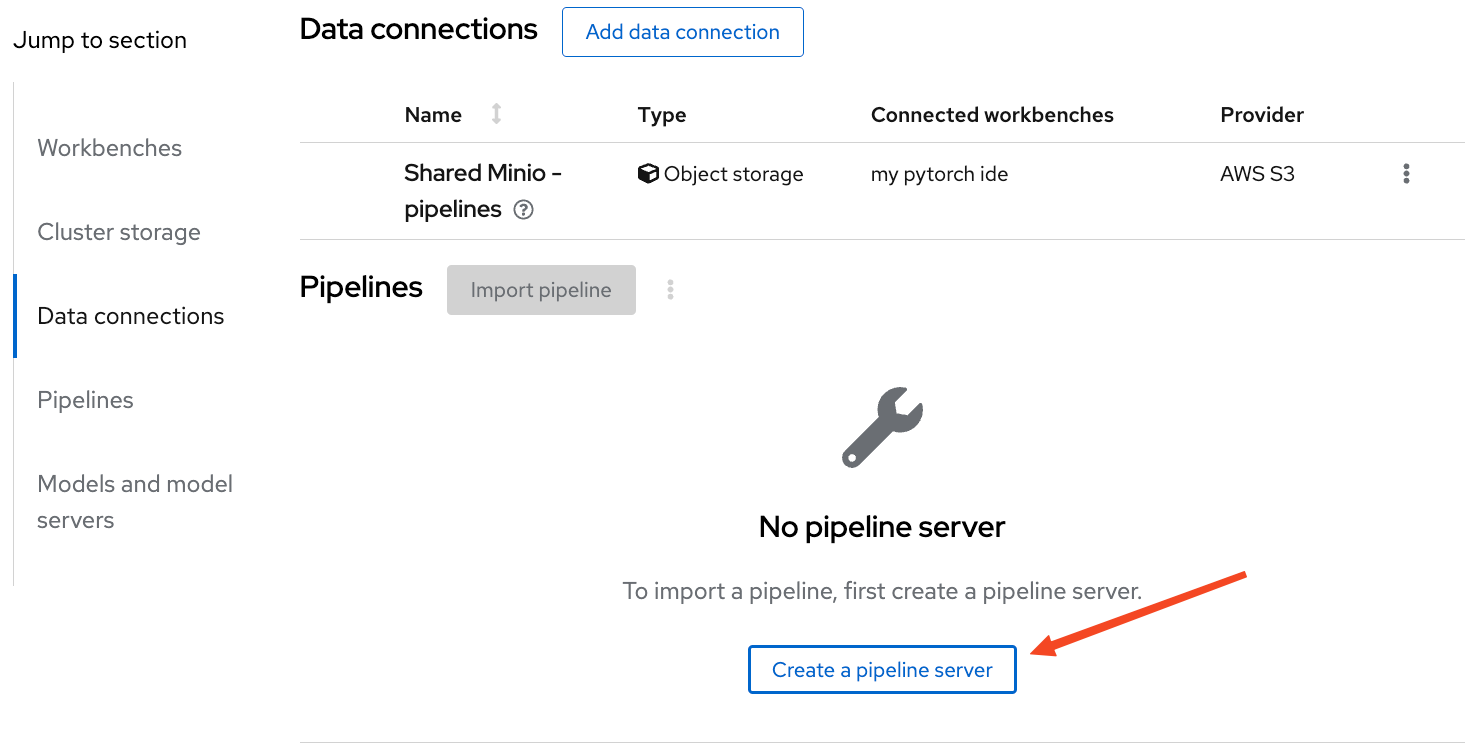 Jump to section
Workbenches
Cluster storage
Data connections
Pipelines
Models and model
servers
Data connections
Add data connection
Name
Type
Connected workbenches
Provider
Shared Minio -
pipelines
Object storage
my pytorch ide
AWS S3
Pipelines
Import pipeline
No pipeline server
To import a pipeline, first create a pipeline server.
Create a pipeline server